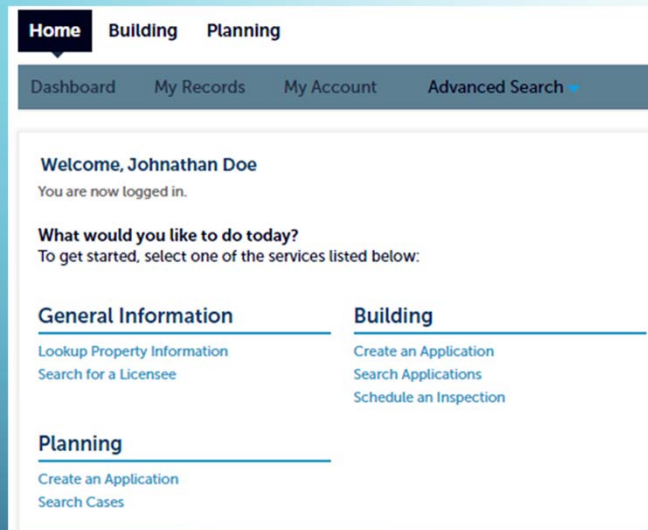 Home Building Planning
Dashboard My Records My Account Advanced Search
Welcome, Johnathan Doe
You are now logged in.
What would you like to do today?
To get started, select one of the services listed below:
General Information
Lookup Property Information
Search for a Licensee
Building
Create an Application
Search Applications
Schedule an Inspection
Planning
Create an Application
Search Cases